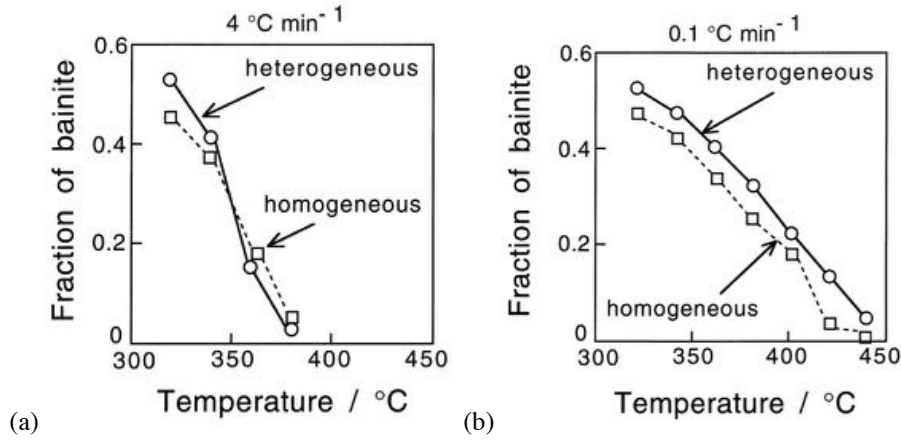 4 °C min⁻¹
Fraction of bainite
0.6
0.4
0.2
0
heterogeneous
homogeneous
300
350
400
450
Temperature / °C
(a)
0.1 °C min⁻¹
Fraction of bainite
0.6
0.4
0.2
0
heterogeneous
homogeneous
300
350
400
450
Temperature / °C
(b)